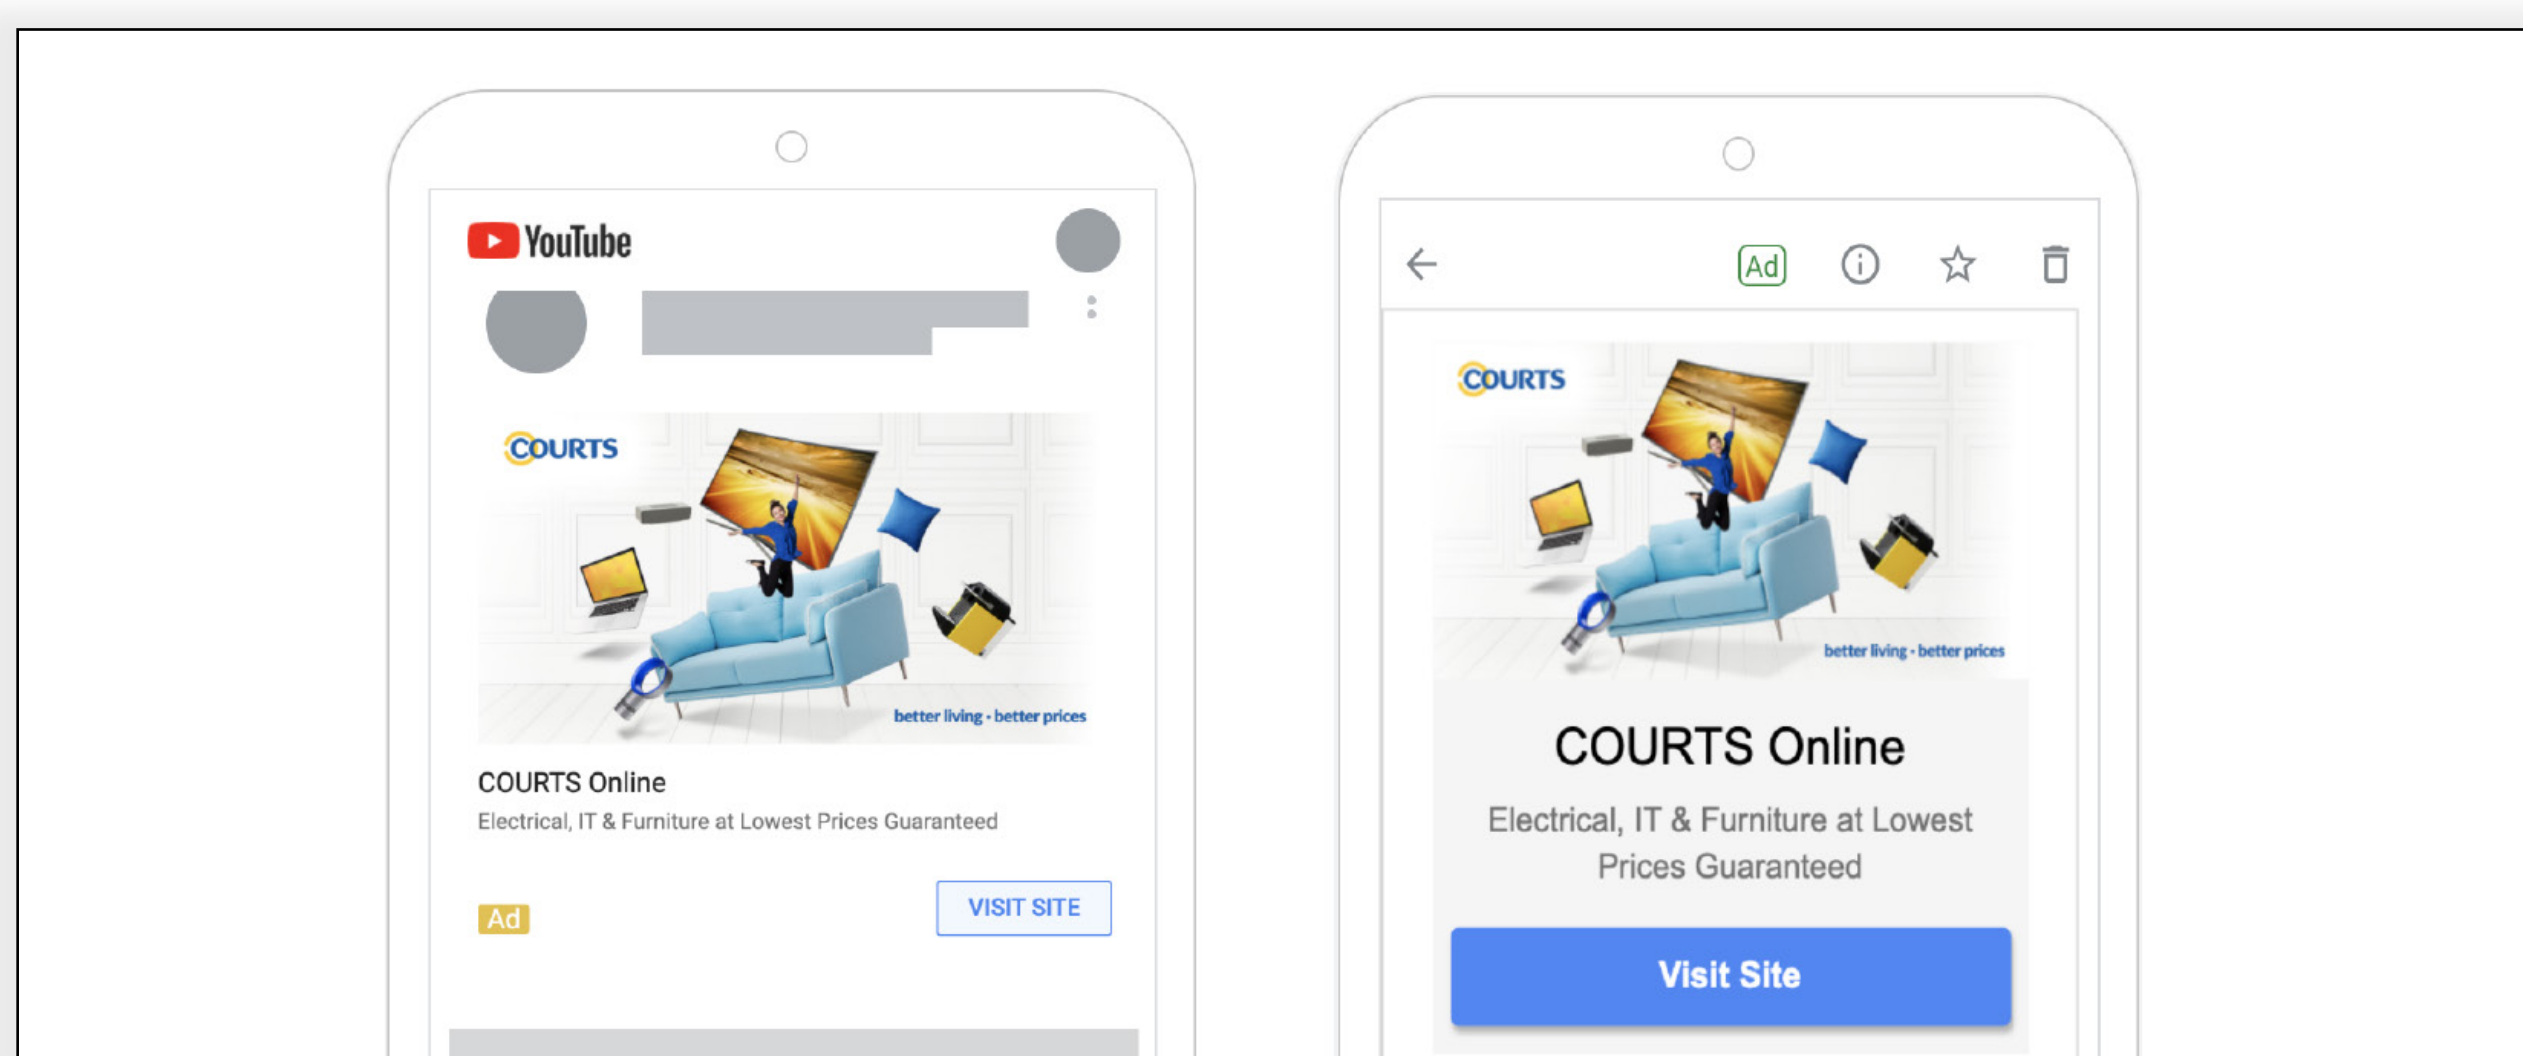 YouTube
COURTS
better living - better prices
COURTS Online
Electrical, IT & Furniture at Lowest Prices Guaranteed
Ad
VISIT SITE
Ad
COURTS
better living - better prices
COURTS Online
Electrical, IT & Furniture at Lowest
Prices Guaranteed
Visit Site